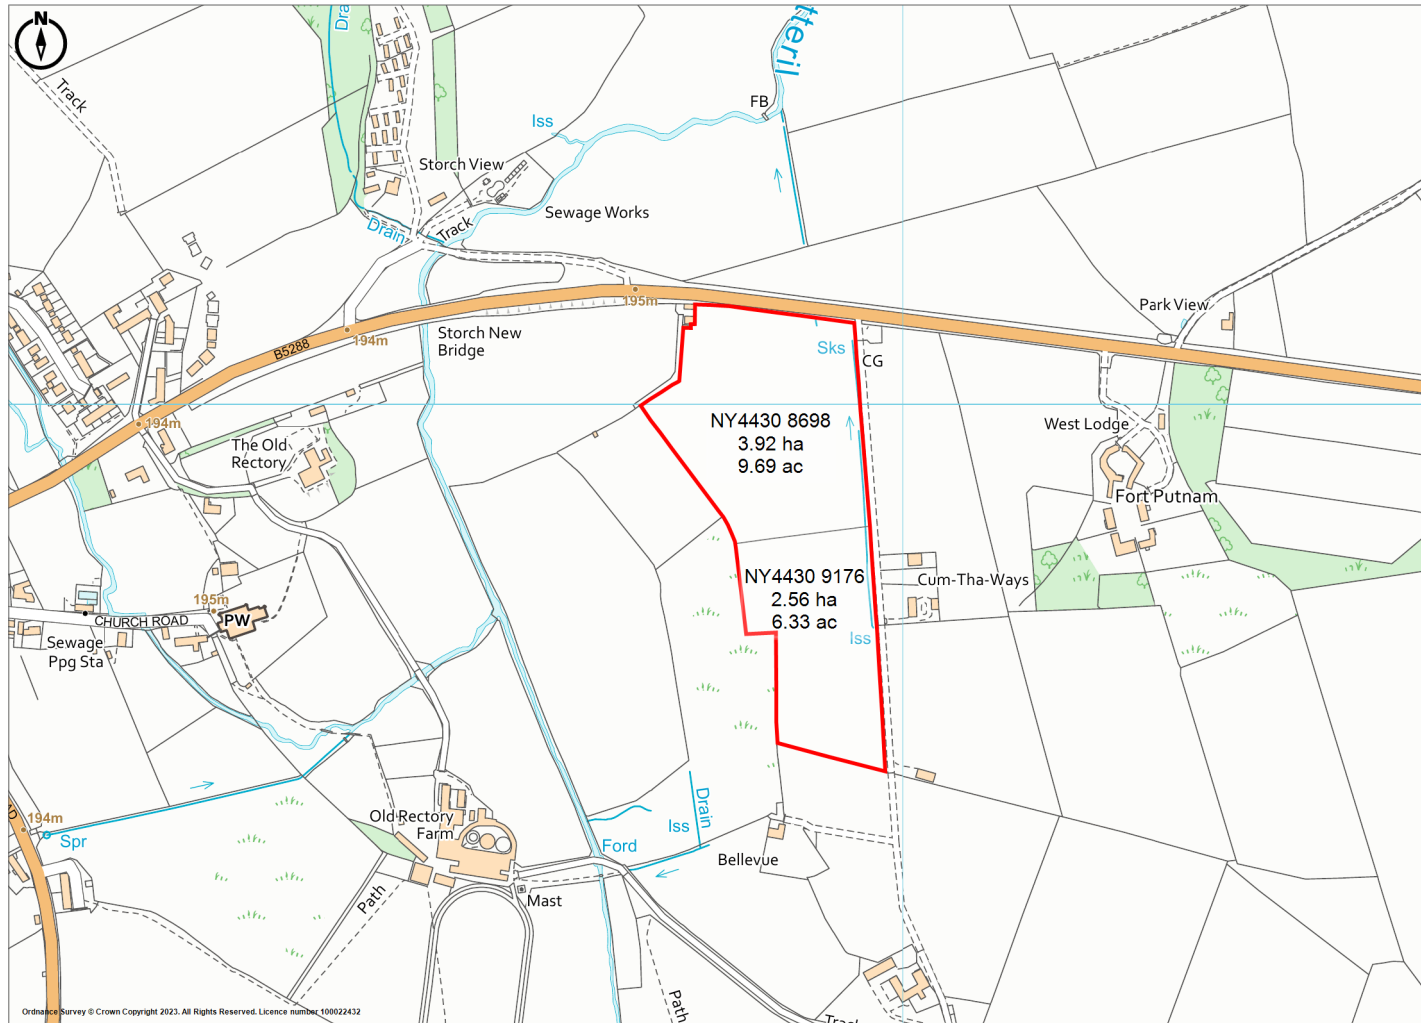 N
Dra
tteril
Track
FB
Iss
Storch View
Sewage Works
Track
Drain
195m
Park View
Storch New
Bridge
194m
B5288
Sks
CG
194m
NY4430 8698
3.92 ha
9.69 ac
West Lodge
The Old
Rectory
Fort Putnam
NY4430 9176
2.56 ha
6.33 ac
Cum-Tha-Ways
195m
PW
CHURCH ROAD
Iss
Sewage
Ppg Sta
194m
Spr
Old Rectory
Farm
Drain
Iss
Ford
Bellevue
Path
Mast
Path
Track
Ordnance Survey © Crown Copyright 2023. All Rights Reserved. Licence number 100022432